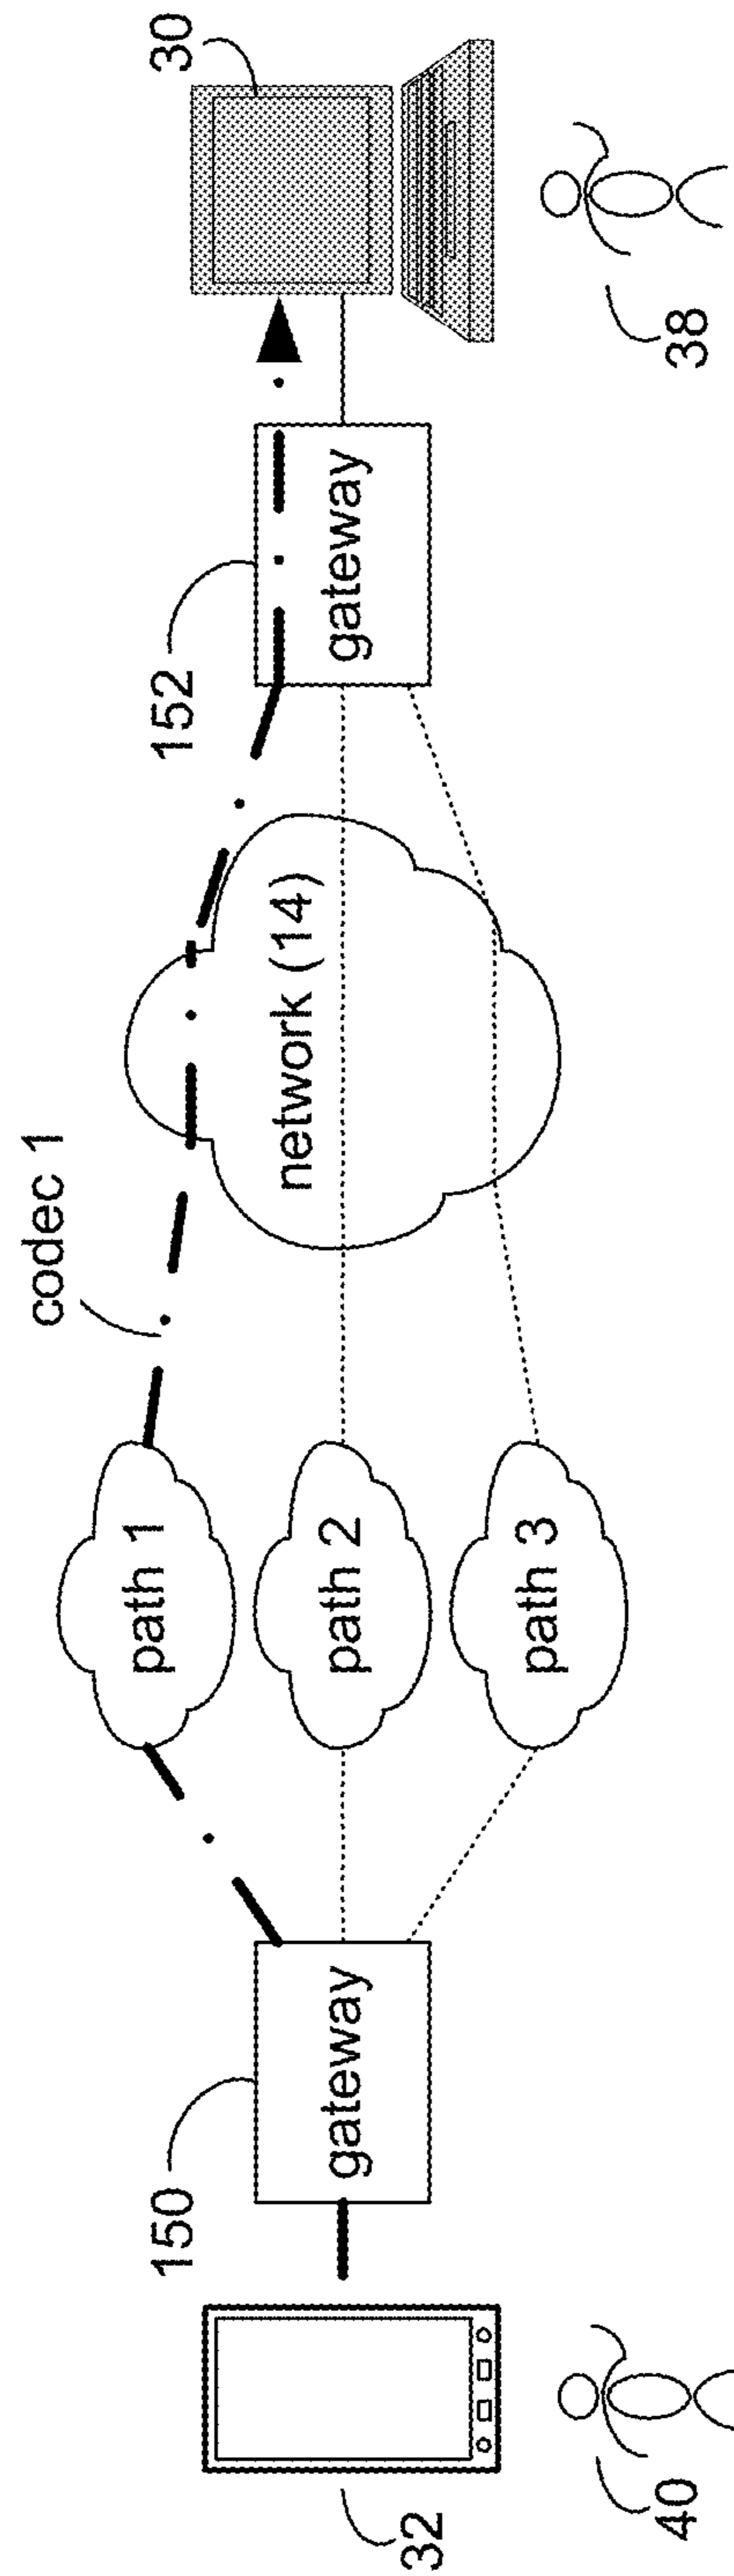 codec 1
30
152
150
path 1
network (14)
gateway
gateway
path 2
path 3
32
40
38